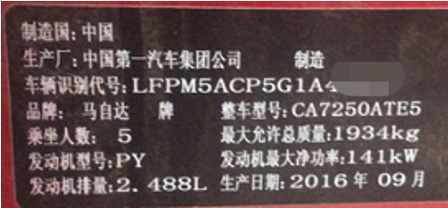 制造国:中国
生产厂:中国第一汽车集团公司 制造
车辆识别代号:LFPM5ACP5G1A4
品牌: 马自达 牌 整车型号:CA7250ATE5
乘坐人数: 5 最大允许总质量:1934kg
发动机型号:PY 发动机最大净功率:141kW
发动机排量:2.488L 生产日期:2016年 09月